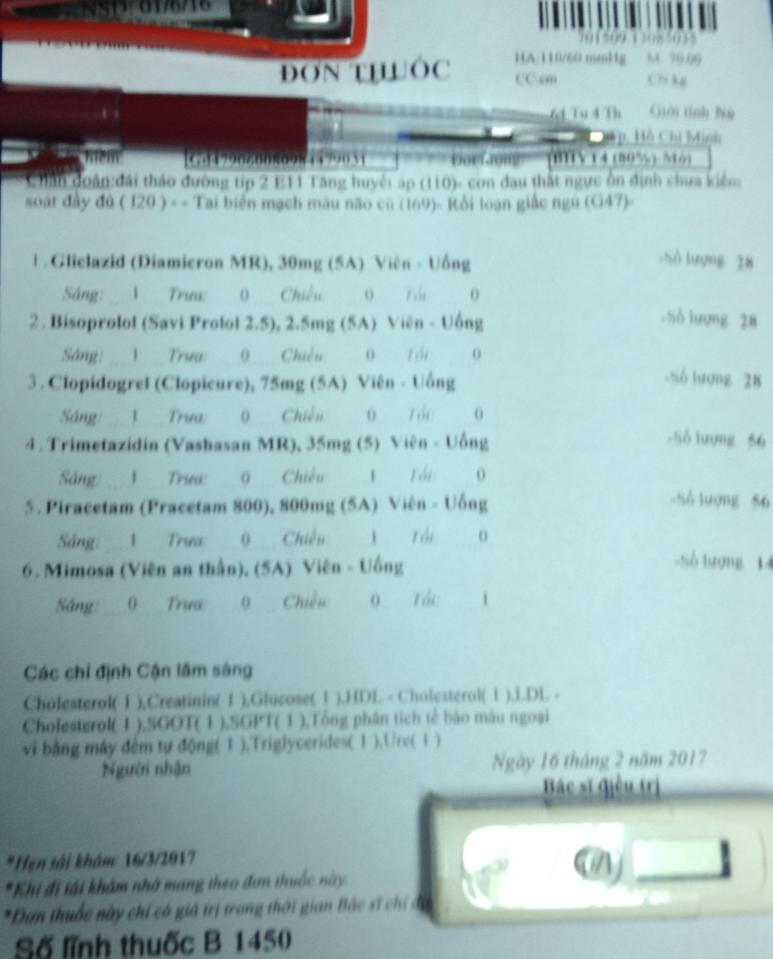 NSD: 01/6/16
701509.13085035
HA:110/60 mmHg M: 70.00
ĐƠN THUỐC
CC:cm CN:kg
64 Tu 4 Th Giới tính Nữ
Hồ Chí Minh
hiểm:
Đối tượng:
Chẩn đoán:đái tháo đường típ 2 E11 Tăng huyết áp (I10)- cơn đau thắt ngực ổn định chưa kiểm
soát đầy đủ ( I20 ) - - Tai biến mạch máu não cũ (I69)- Rối loạn giấc ngủ (G47)-
1 . Gliclazid (Diamicron MR), 30mg (5A) Viên - Uống -Số lượng 28
Sáng: 1 Trưa: 0 Chiều: 0 Tối: 0
2 . Bisoprolol (Savi Prolol 2.5), 2.5mg (5A) Viên - Uống -Số lượng 28
Sáng: 1 Trưa: 0 Chiều: 0 Tối: 0
3 . Clopidogrel (Clopicure), 75mg (5A) Viên - Uống -Số lượng 28
Sáng: 1 Trưa: 0 Chiều: 0 Tối: 0
4 . Trimetazidin (Vashasan MR), 35mg (5) Viên - Uống -Số lượng 56
Sáng: 1 Trưa: 0 Chiều: 1 Tối: 0
5 . Piracetam (Pracetam 800), 800mg (5A) Viên - Uống -Số lượng 56
Sáng: 1 Trưa: 0 Chiều: 1 Tối: 0
6 . Mimosa (Viên an thần), (5A) Viên - Uống -Số lượng 14
Sáng: 0 Trưa: 0 Chiều: 0 Tối: 1
Các chỉ định Cận lâm sàng
Cholesterol( 1 ),Creatinin( 1 ),Glucose( 1 ),HDL - Cholesterol( 1 ),LDL -
Cholesterol( 1 ),SGOT( 1 ),SGPT( 1 ),Tổng phân tích tế bào máu ngoại
vi bằng máy đếm tự động( 1 ),Triglycerides( 1 ),Ure( 1 )
Ngày 16 tháng 2 năm 2017
Người nhận Bác sĩ điều trị
*Hẹn tái khám: 16/3/2017
*Khi đi tái khám nhớ mang theo đơn thuốc này.
*Đơn thuốc này chỉ có giá trị trong thời gian Bác sĩ chỉ
Số lĩnh thuốc B 1450